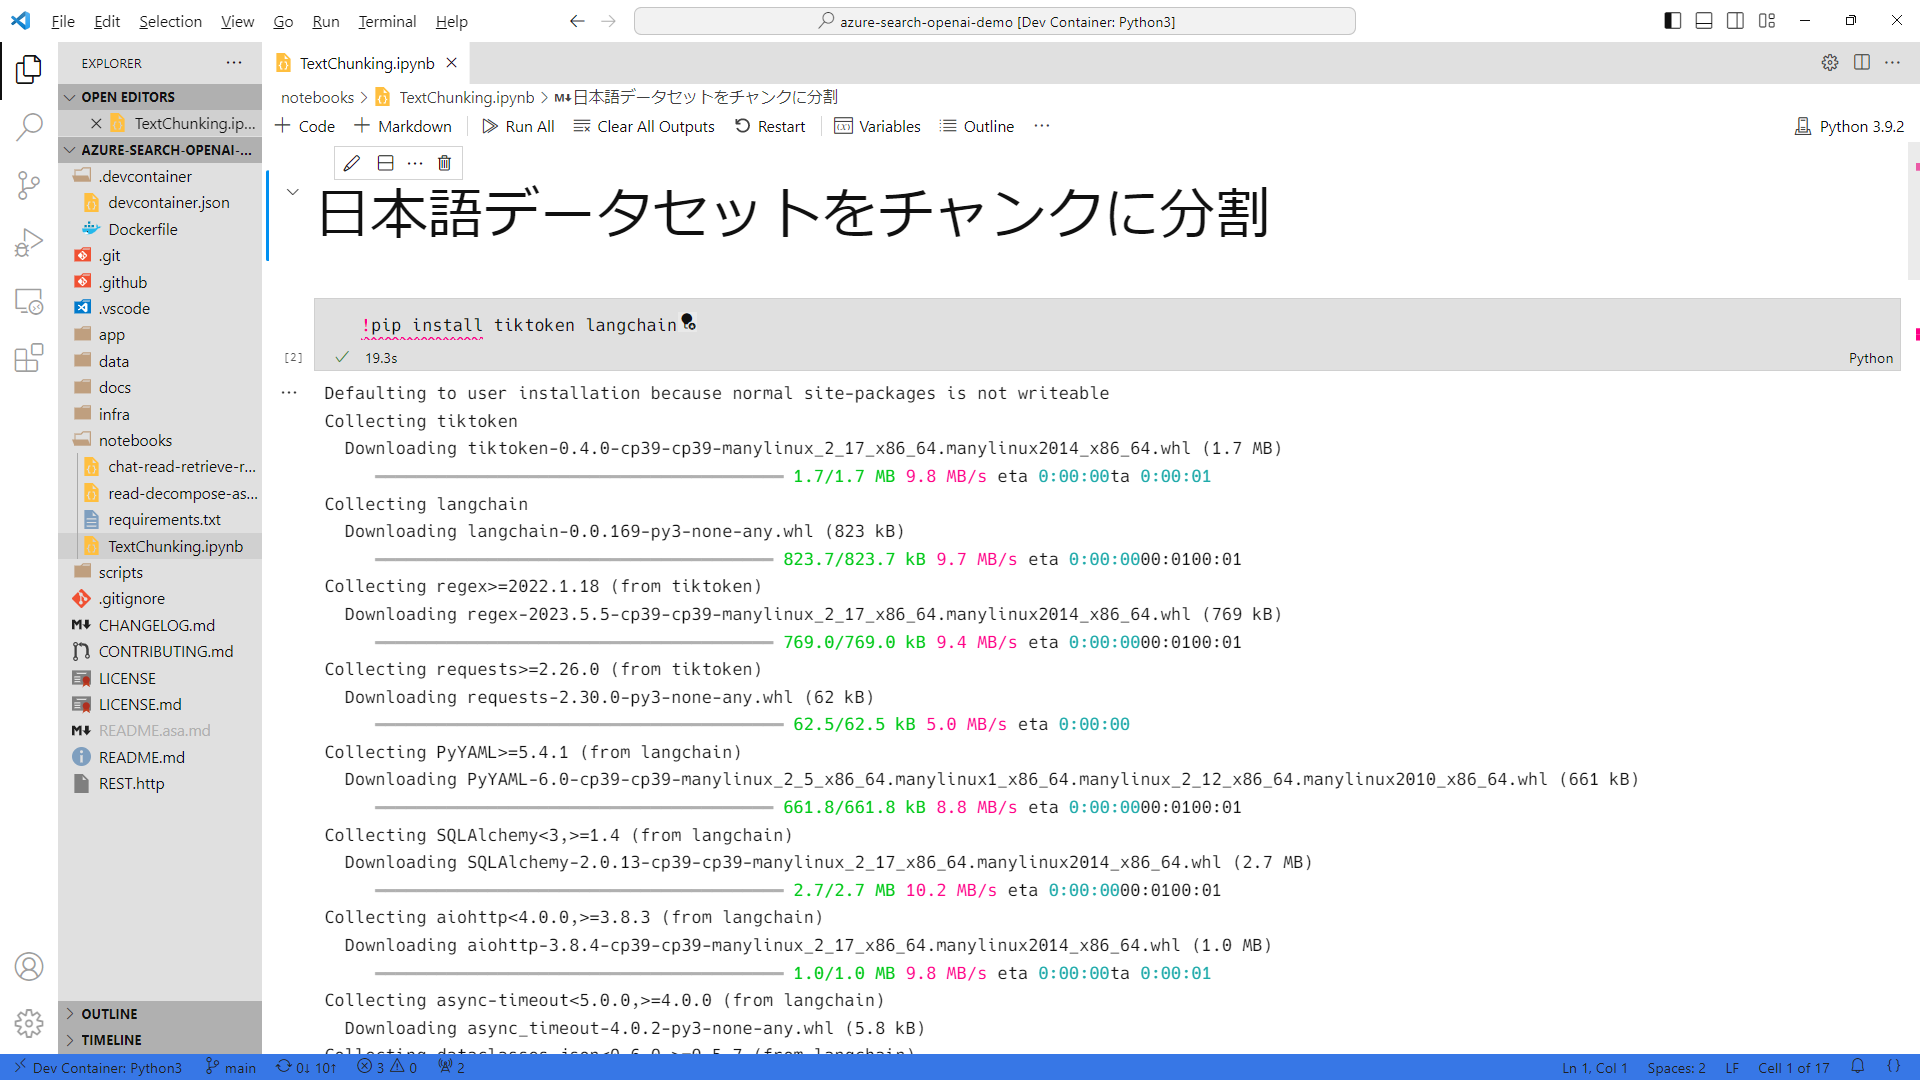 File Edit Selection View Go Run Terminal Help
azure-search-openai-demo [Dev Container: Python3]
EXPLORER
OPEN EDITORS
TextChunking.ip...
AZURE-SEARCH-OPENAI-...
.devcontainer
devcontainer.json
Dockerfile
.git
.github
.vscode
app
data
docs
infra
notebooks
chat-read-retrieve-r...
read-decompose-as...
requirements.txt
TextChunking.ipynb
scripts
.gitignore
CHANGELOG.md
CONTRIBUTING.md
LICENSE
LICENSE.md
README.asa.md
README.md
REST.http
OUTLINE
TIMELINE
TextChunking.ipynb
notebooks > TextChunking.ipynb > M↓日本語データセットをチャンクに分割
+ Code + Markdown Run All Clear All Outputs Restart Variables Outline ...
Python 3.9.2
日本語データセットをチャンクに分割
!pip install tiktoken langchain
[2] ✓ 19.3s Python
Defaulting to user installation because normal site-packages is not writeable
Collecting tiktoken
Downloading tiktoken-0.4.0-cp39-cp39-manylinux_2_17_x86_64.manylinux2014_x86_64.whl (1.7 MB)
1.7/1.7 MB 9.8 MB/s eta 0:00:00ta 0:00:01
Collecting langchain
Downloading langchain-0.0.169-py3-none-any.whl (823 kB)
823.7/823.7 kB 9.7 MB/s eta 0:00:0000:0100:01
Collecting regex>=2022.1.18 (from tiktoken)
Downloading regex-2023.5.5-cp39-cp39-manylinux_2_17_x86_64.manylinux2014_x86_64.whl (769 kB)
769.0/769.0 kB 9.4 MB/s eta 0:00:0000:0100:01
Collecting requests>=2.26.0 (from tiktoken)
Downloading requests-2.30.0-py3-none-any.whl (62 kB)
62.5/62.5 kB 5.0 MB/s eta 0:00:00
Collecting PyYAML>=5.4.1 (from langchain)
Downloading PyYAML-6.0-cp39-cp39-manylinux_2_5_x86_64.manylinux1_x86_64.manylinux_2_12_x86_64.manylinux2010_x86_64.whl (661 kB)
661.8/661.8 kB 8.8 MB/s eta 0:00:0000:0100:01
Collecting SQLAlchemy<3,>=1.4 (from langchain)
Downloading SQLAlchemy-2.0.13-cp39-cp39-manylinux_2_17_x86_64.manylinux2014_x86_64.whl (2.7 MB)
2.7/2.7 MB 10.2 MB/s eta 0:00:0000:0100:01
Collecting aiohttp<4.0.0,>=3.8.3 (from langchain)
Downloading aiohttp-3.8.4-cp39-cp39-manylinux_2_17_x86_64.manylinux2014_x86_64.whl (1.0 MB)
1.0/1.0 MB 9.8 MB/s eta 0:00:00ta 0:00:01
Collecting async-timeout<5.0.0,>=4.0.0 (from langchain)
Downloading async_timeout-4.0.2-py3-none-any.whl (5.8 kB)
Collecting dataclasses-json<0.6.0,>=0.5.7 (from langchain)
Dev Container: Python3 main 0↓ 10↑ 3 0 2
Ln 1, Col 1 Spaces: 2 LF Cell 1 of 17